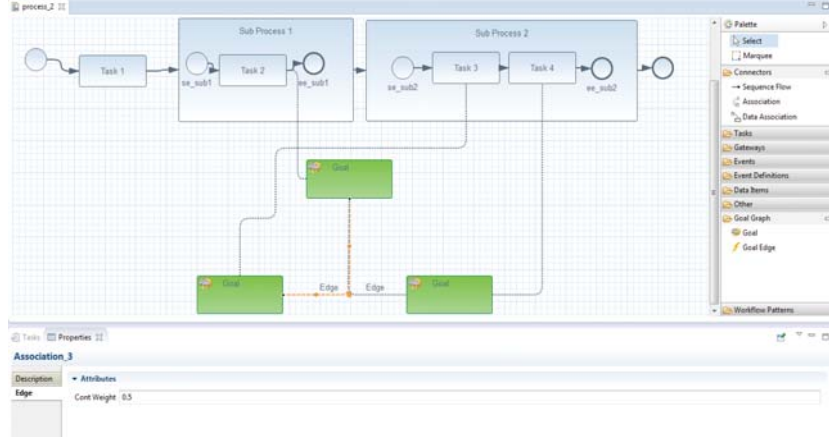 process_2
Sub Process 1
Sub Process 2
Task 1
Task 2
Task 3
Task 4
se_sub1
ee_sub1
se_sub2
ee_sub2
Goal
Goal
Edge
Edge
Goal
Palette
Select
Marquee
Connectors
Sequence Flow
Association
Data Association
Tasks
Gateways
Events
Event Definitions
Data Items
Other
Goal Graph
Goal
Goal Edge
Workflow Patterns
Tasks
Properties
Association_3
Description
Attributes
Edge
Cont Weight 0.5